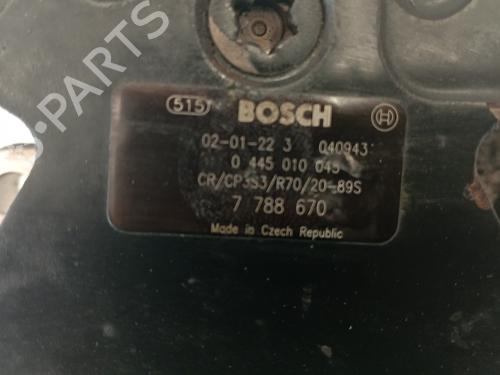 B-PARTS
515 BOSCH
02-01-22 3 040943
0 445 010 045
CR/CP3S3/R70/20-89S
7 788 670
Made in Czech Republic
B-PARTS